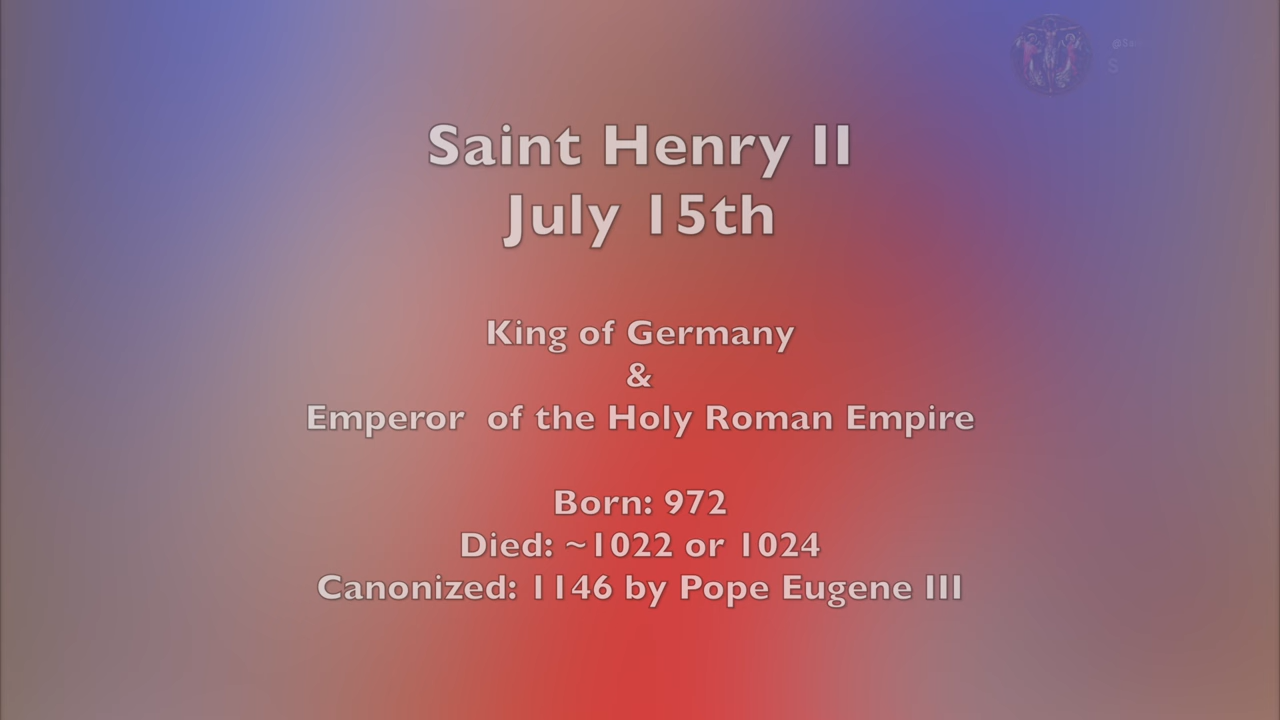 Saint Henry II
July 15th
King of Germany
&
Emperor of the Holy Roman Empire
Born: 972
Died: ~1022 or 1024
Canonized: 1146 by Pope Eugene III